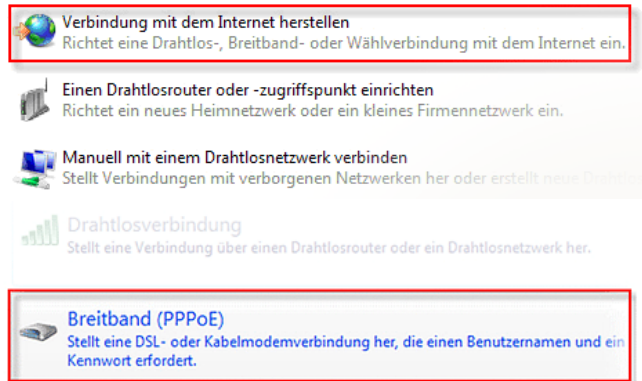 Verbindung mit dem Internet herstellen
Richtet eine Drahtlos-, Breitband- oder Wählverbindung mit dem Internet ein.
Einen Drahtlosrouter oder -zugriffspunkt einrichten
Richtet ein neues Heimnetzwerk oder ein kleines Firmennetzwerk ein.
Manuell mit einem Drahtlosnetzwerk verbinden
Stellt Verbindungen mit verborgenen Netzwerken her oder erstellt neue
Drahtlosverbindung
Stellt eine Verbindung über einen Drahtlosrouter oder ein Drahtlosnetzwerk her.
Breitband (PPPoE)
Stellt eine DSL- oder Kabelmodemverbindung her, die einen Benutzernamen und ein
Kennwort erfordert.